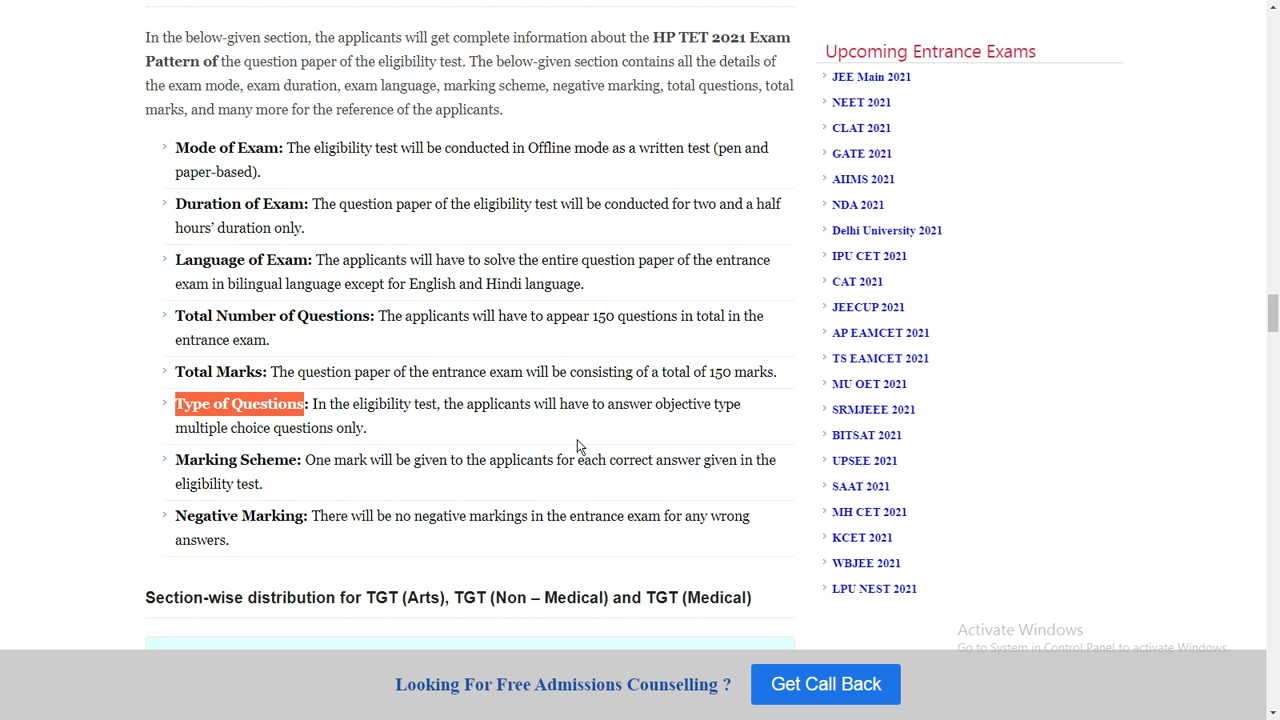 In the below-given section, the applicants will get complete information about the HP TET 2021 Exam
Pattern of the question paper of the eligibility test. The below-given section contains all the details of
the exam mode, exam duration, exam language, marking scheme, negative marking, total questions, total
marks, and many more for the reference of the applicants.
Mode of Exam: The eligibility test will be conducted in Offline mode as a written test (pen and
paper-based).
Duration of Exam: The question paper of the eligibility test will be conducted for two and a half
hours’ duration only.
Language of Exam: The applicants will have to solve the entire question paper of the entrance
exam in bilingual language except for English and Hindi language.
Total Number of Questions: The applicants will have to appear 150 questions in total in the
entrance exam.
Total Marks: The question paper of the entrance exam will be consisting of a total of 150 marks.
Type of Questions: In the eligibility test, the applicants will have to answer objective type
multiple choice questions only.
Marking Scheme: One mark will be given to the applicants for each correct answer given in the
eligibility test.
Negative Marking: There will be no negative markings in the entrance exam for any wrong
answers.
Section-wise distribution for TGT (Arts), TGT (Non – Medical) and TGT (Medical)
Upcoming Entrance Exams
JEE Main 2021
NEET 2021
CLAT 2021
GATE 2021
AIIMS 2021
NDA 2021
Delhi University 2021
IPU CET 2021
CAT 2021
JEECUP 2021
AP EAMCET 2021
TS EAMCET 2021
MU OET 2021
SRMJEEE 2021
BITSAT 2021
UPSEE 2021
SAAT 2021
MH CET 2021
KCET 2021
WBJEE 2021
LPU NEST 2021
Activate Windows
Go to System in Control Panel to activate Windows.
Looking For Free Admissions Counselling ?
Get Call Back